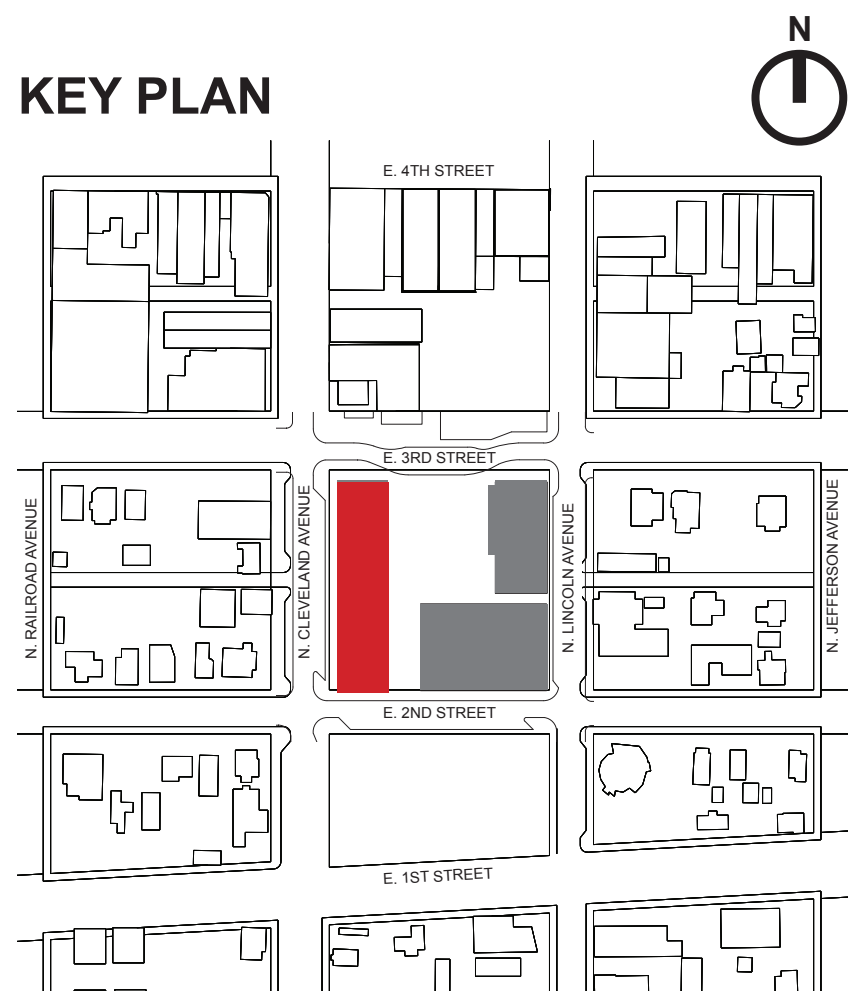 N
KEY PLAN
E. 4TH STREET
E. 3RD STREET
N. RAILROAD AVENUE
N. CLEVELAND AVENUE
N. LINCOLN AVENUE
N. JEFFERSON AVENUE
E. 2ND STREET
E. 1ST STREET